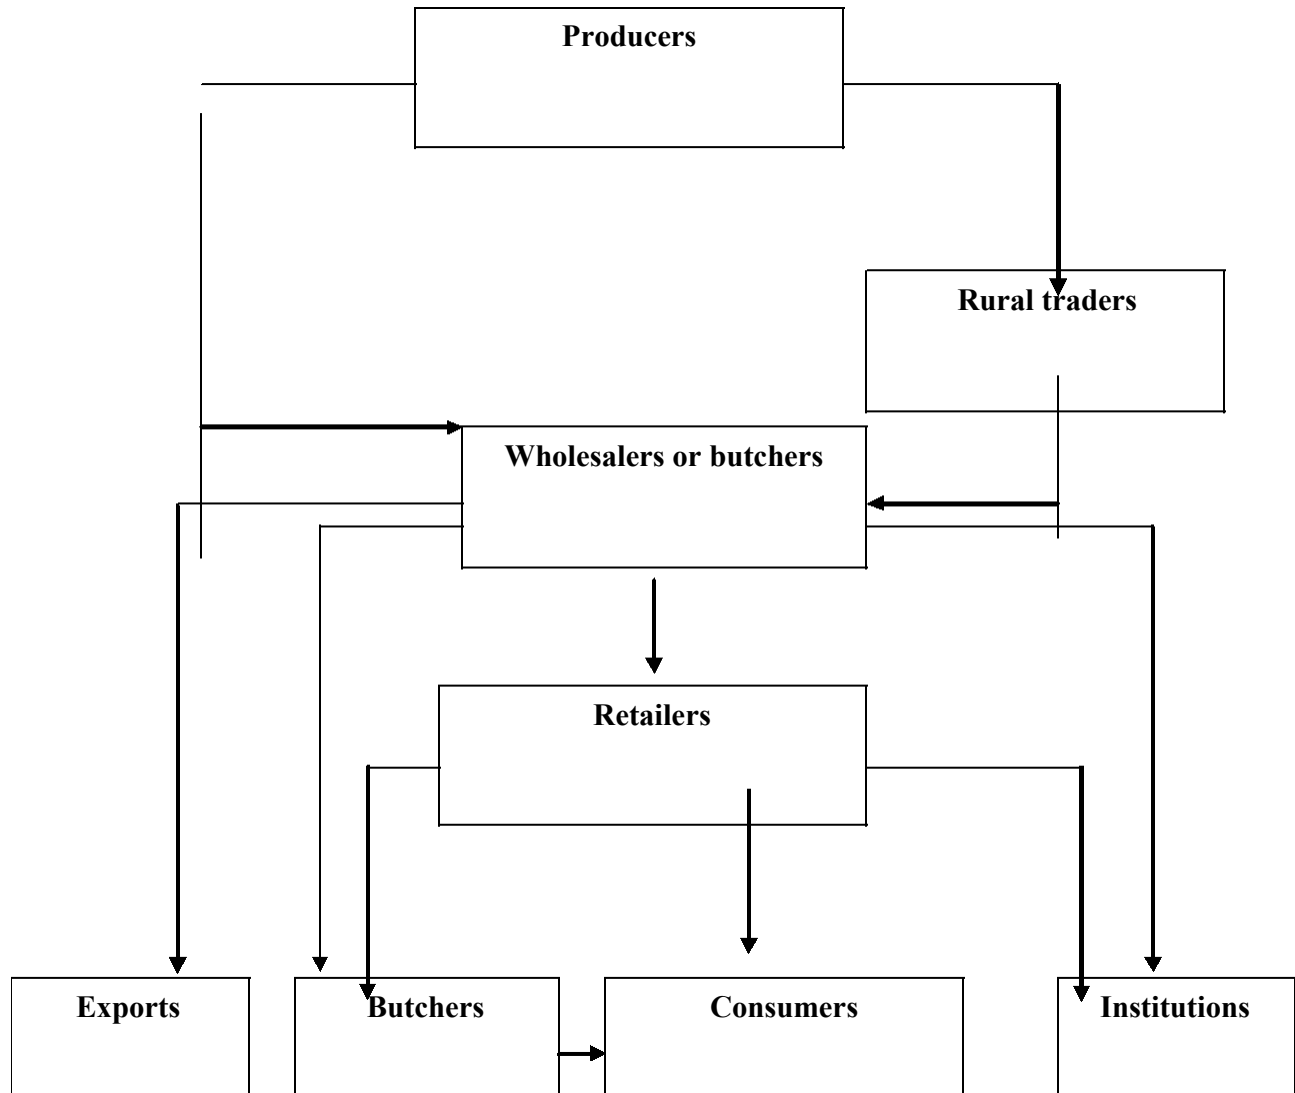 Producers
Rural traders
Wholesalers or butchers
Retailers
Exports
Butchers
Consumers
Institutions